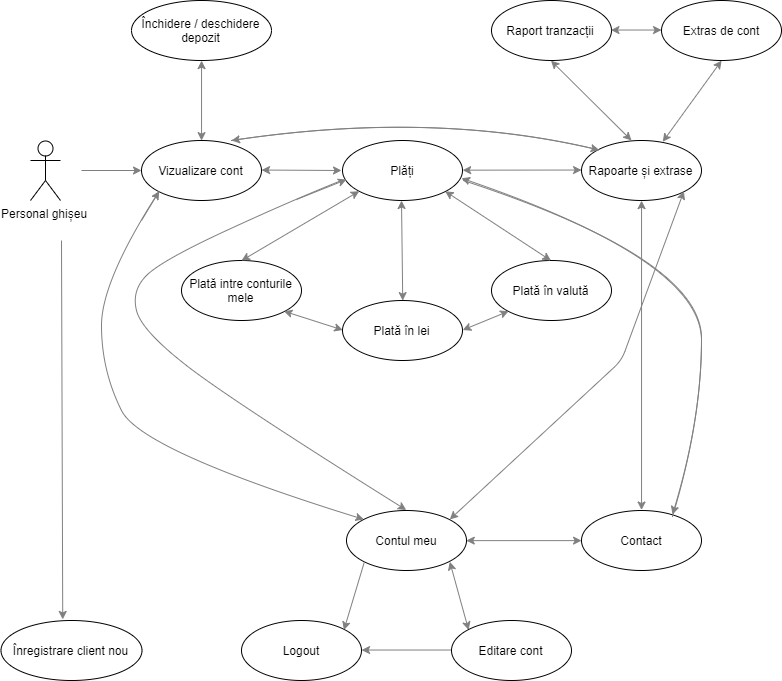 Închidere / deschidere
depozit
Raport tranzacții
Extras de cont
Vizualizare cont
Plăți
Rapoarte și extrase
Personal ghișeu
Plată intre conturile
mele
Plată în valută
Plată în lei
Contul meu
Contact
Înregistrare client nou
Logout
Editare cont